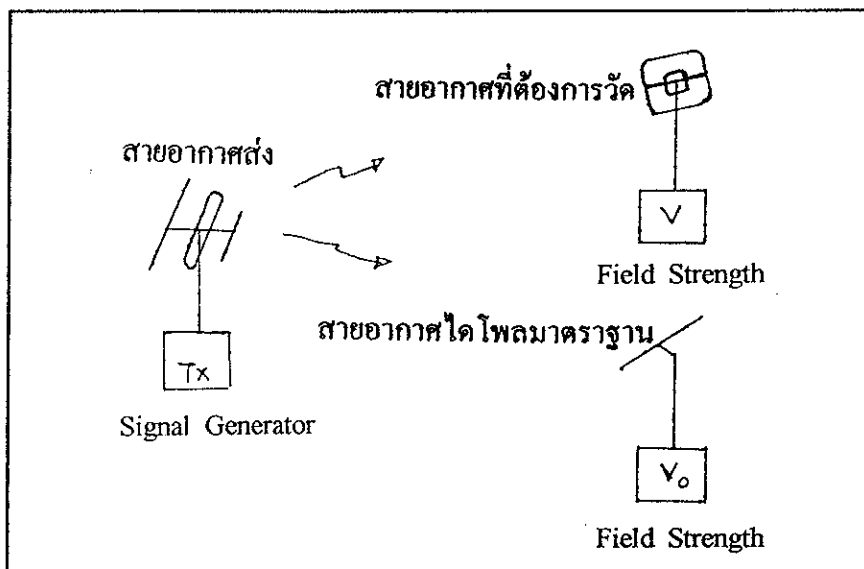 สายอากาศที่ต้องการวัด
สายอากาศส่ง
V
Field Strength
สายอากาศไดโพลมาตราฐาน
Tx
Signal Generator
Vo
Field Strength